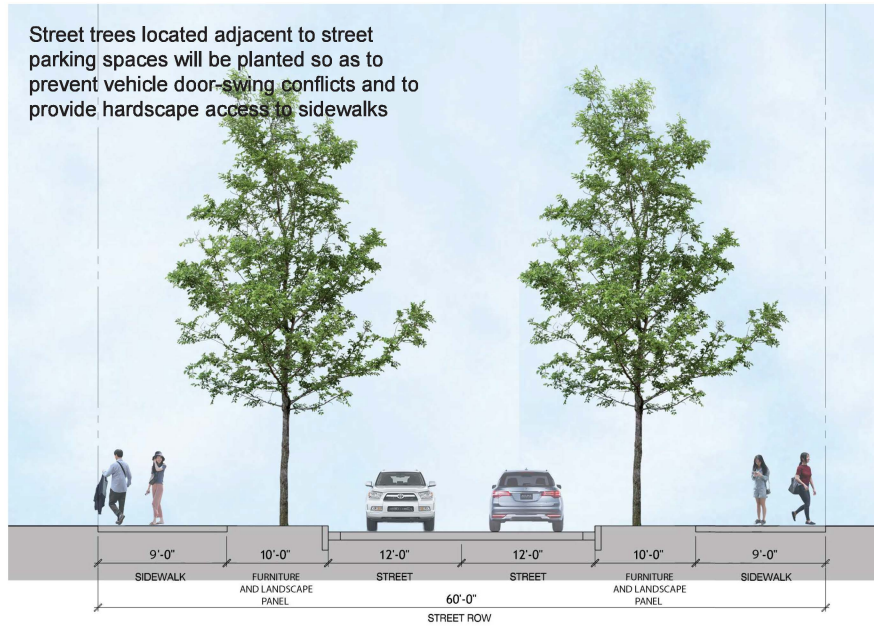 Street trees located adjacent to street
parking spaces will be planted so as to
prevent vehicle door-swing conflicts and to
provide hardscape access to sidewalks
9'-0" 10'-0" 12'-0" 12'-0" 10'-0" 9'-0"
SIDEWALK FURNITURE STREET STREET FURNITURE SIDEWALK
AND LANDSCAPE AND LANDSCAPE
PANEL PANEL
60'-0"
STREET ROW